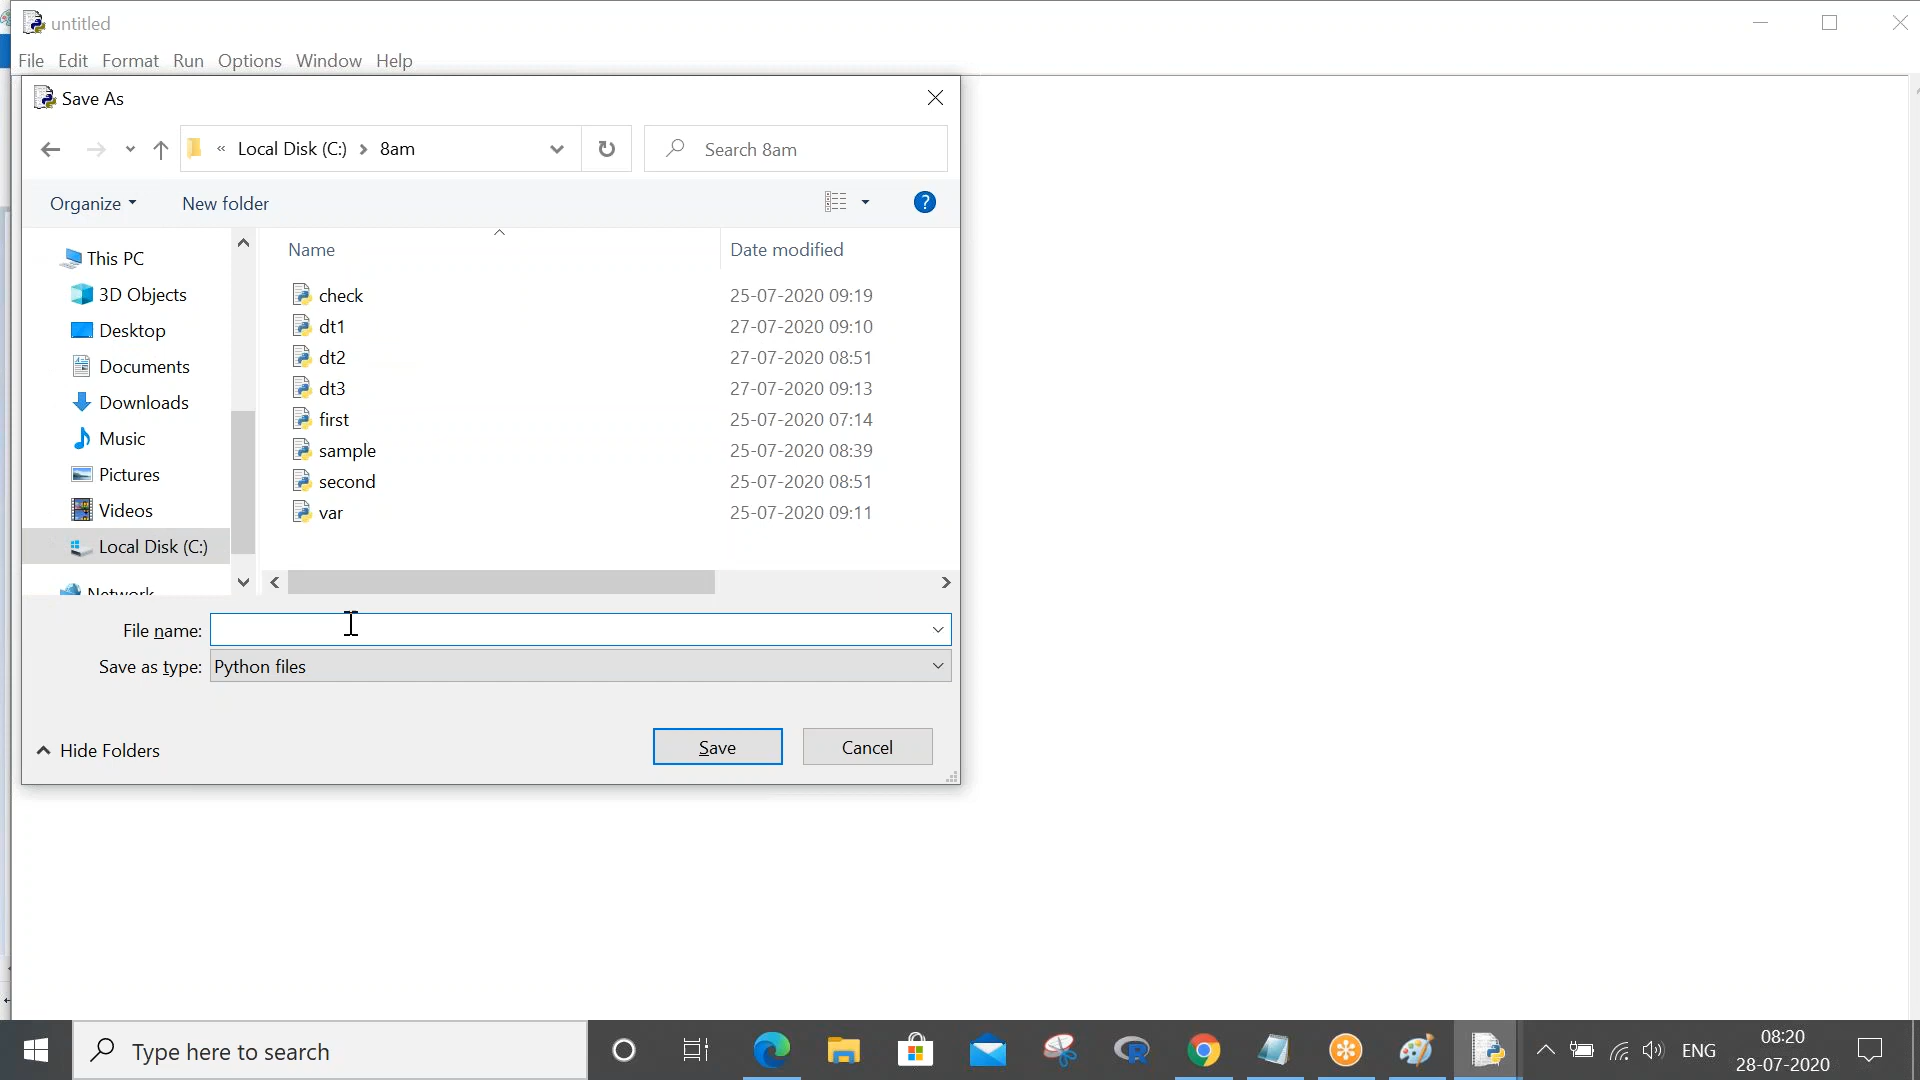 untitled
File Edit Format Run Options Window Help
Save As
« Local Disk (C:) > 8am
Search 8am
Organize New folder
?
Name Date modified
This PC
3D Objects
Desktop
Documents
Downloads
Music
Pictures
Videos
Local Disk (C:)
Network
check 25-07-2020 09:19
dt1 27-07-2020 09:10
dt2 27-07-2020 08:51
dt3 27-07-2020 09:13
first 25-07-2020 07:14
sample 25-07-2020 08:39
second 25-07-2020 08:51
var 25-07-2020 09:11
File name:
Save as type: Python files
Hide Folders
Save Cancel
Type here to search
R
ENG
08:20
28-07-2020